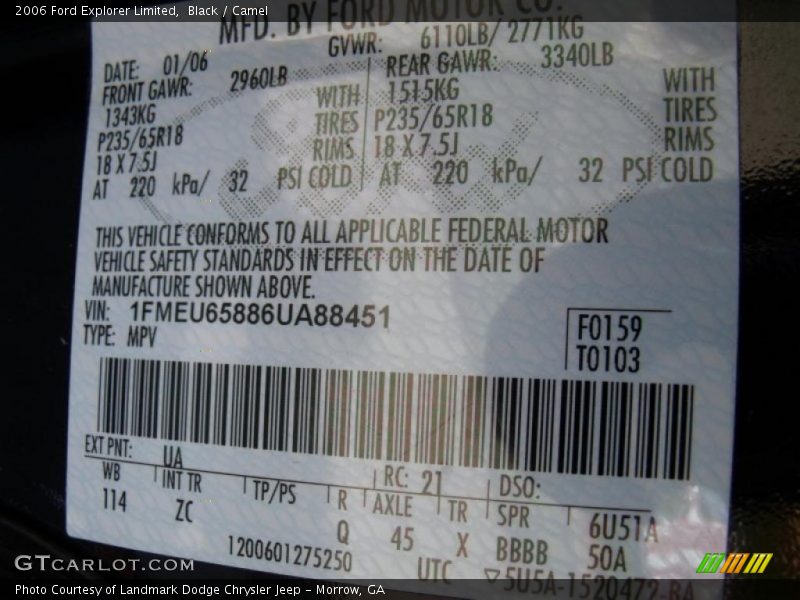 2006 Ford Explorer Limited, Black / Camel
MFD. BY FORD MOTOR CO.
DATE: 01/06 GVWR: 6110LB/ 2771KG
FRONT GAWR: 2960LB REAR GAWR: 3340LB
1343KG WITH 1515KG WITH
P235/65R18 TIRES P235/65R18 TIRES
18 X 7.5J RIMS 18 X 7.5J RIMS
AT 220 kPa/ 32 PSI COLD AT 220 kPa/ 32 PSI COLD
THIS VEHICLE CONFORMS TO ALL APPLICABLE FEDERAL MOTOR
VEHICLE SAFETY STANDARDS IN EFFECT ON THE DATE OF
MANUFACTURE SHOWN ABOVE.
VIN: 1FMEU65886UA88451
TYPE: MPV
F0159
T0103
EXT PNT: UA RC: 21 DSO:
WB INT TR TP/PS R AXLE TR SPR 6U51A
114 ZC Q 45 X BBBB 50A
1200601275250 UTC ▽5U5A-1520472-BA
GTCARLOT.COM
Photo Courtesy of Landmark Dodge Chrysler Jeep - Morrow, GA